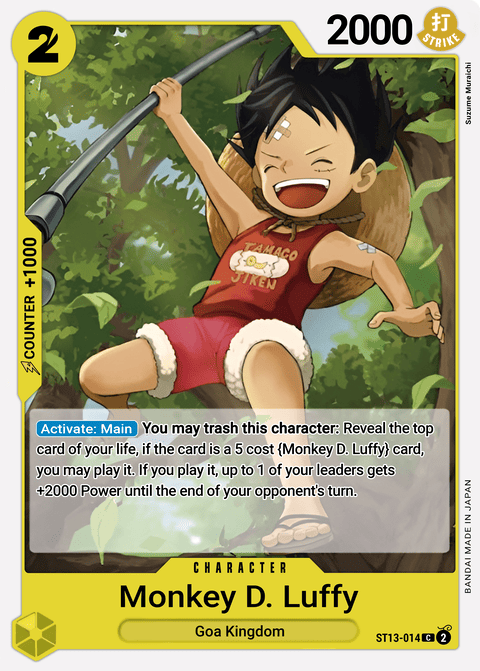 2
2000
打
STRIKE
Suzume Muraichi
COUNTER +1000
TAMAGO
JIKEN
Activate: Main You may trash this character: Reveal the top
card of your life, if the card is a 5 cost {Monkey D. Luffy} card,
you may play it. If you play it, up to 1 of your leaders gets
+2000 Power until the end of your opponent's turn.
BANDAI MADE IN JAPAN
CHARACTER
Monkey D. Luffy
Goa Kingdom
ST13-014 C 2